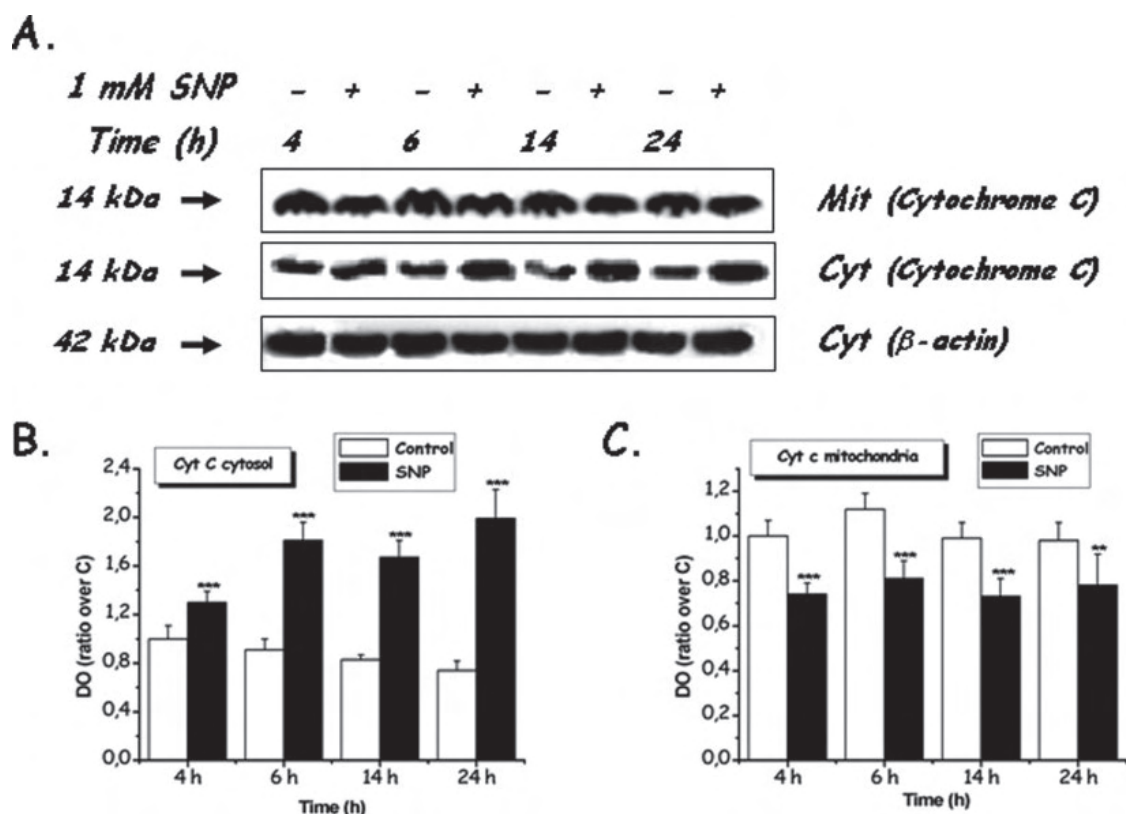 A.
1 mM SNP - + - + - + - +
Time (h) 4 6 14 24
14 kDa → Mit (Cytochrome C)
14 kDa → Cyt (Cytochrome C)
42 kDa → Cyt (β-actin)
B.
Cyt C cytosol
Control
SNP
DO (ratio over C)
2,4
2,0
1,6
1,2
0,8
0,4
0,0
***
***
***
***
4 h 6 h 14 h 24 h
Time (h)
C.
Cyt c mitochondria
Control
SNP
DO (ratio over C)
1,2
1,0
0,8
0,6
0,4
0,2
0,0
***
***
***
**
4 h 6 h 14 h 24 h
Time (h)